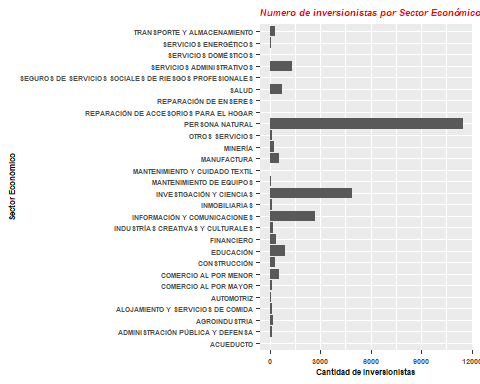 Numero de inversionistas por Sector Económico
TRANSPORTE Y ALMACENAMIENTO
SERVICIOS ENERGÉTICOS
SERVICIOS DOMÉSTICOS
SERVICIOS ADMINISTRATIVOS
SEGUROS DE SERVICIOS SOCIALES DE RIESGOS PROFESIONALES
SALUD
REPARACIÓN DE ENSERES
REPARACIÓN DE ACCESORIOS PARA EL HOGAR
PERSONA NATURAL
OTROS SERVICIOS
MINERÍA
MANUFACTURA
MANTENIMIENTO Y CUIDADO TEXTIL
MANTENIMIENTO DE EQUIPOS
INVESTIGACIÓN Y CIENCIAS
INMOBILIARIAS
INFORMACIÓN Y COMUNICACIONES
INDUSTRÍAS CREATIVAS Y CULTURALES
FINANCIERO
EDUCACIÓN
CONSTRUCCIÓN
COMERCIO AL POR MENOR
COMERCIO AL POR MAYOR
AUTOMOTRIZ
ALOJAMIENTO Y SERVICIOS DE COMIDA
AGROINDUSTRIA
ADMINISTRACIÓN PÚBLICA Y DEFENSA
ACUEDUCTO
Sector Económico
0 3000 6000 9000 12000
Cantidad de Inversionistas